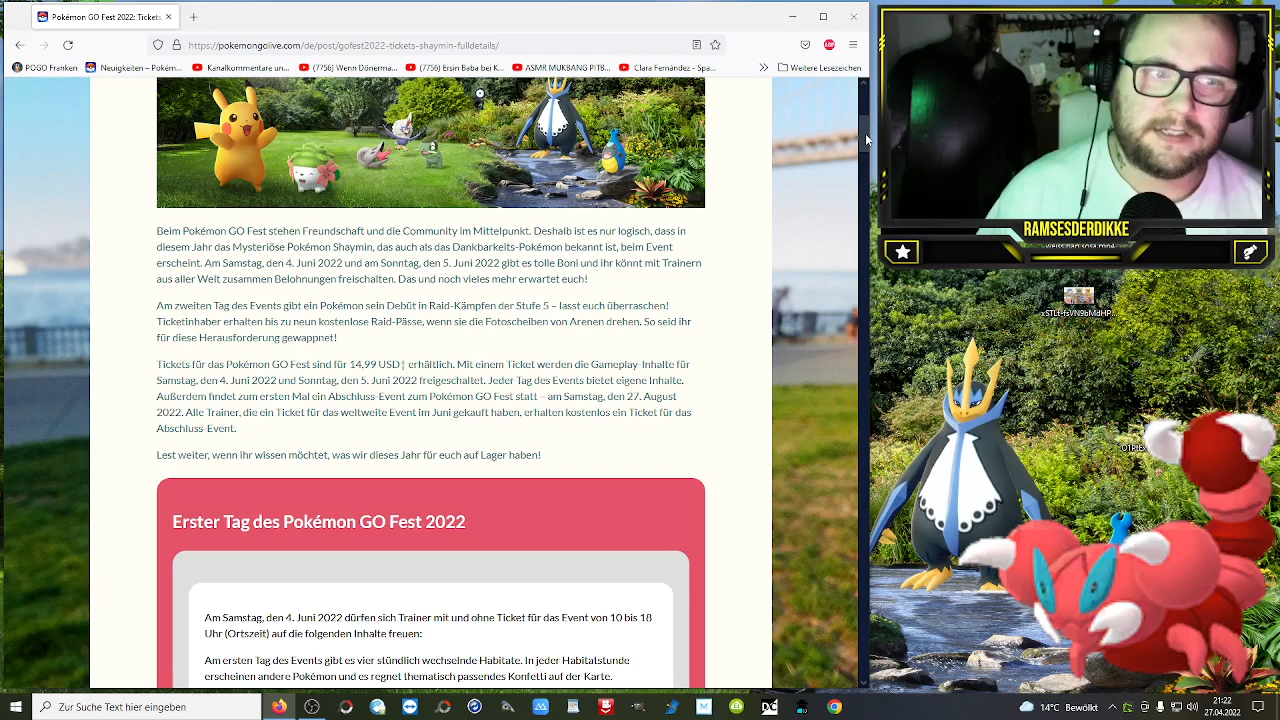 Pokémon GO Fest 2022: Tickets
https://pokemongolive.com/de/post/gofest2022-tickets-shaymin-fulldetails/
POGO Franken
Neuigkeiten – Pokém...
Kanalkommentare un...
(7756) Wenn Dönerma...
(7756) Ersin Baba bei K...
ASMR MUKBANG PITB...
Clara Fernández - Spa...
Weitere Lesezeichen
ABP
Beim Pokémon GO Fest stehen Freundschaften und die Community im Mittelpunkt. Deshalb ist es nur logisch, dass in
diesem Jahr das Mysteriöse Pokémon Shaymin, das auch als das Dankbarkeits-Pokémon bekannt ist, beim Event
erscheint. Am Samstag, den 4. Juni 2022 und am Sonntag, den 5. Juni 2022 gibt es tolle Boni und ihr könnt mit Trainern
aus aller Welt zusammen Belohnungen freischalten. Das und noch vieles mehr erwartet euch!
Am zweiten Tag des Events gibt ein Pokémon sein Debüt in Raid-Kämpfen der Stufe 5 – lasst euch überraschen!
Ticketinhaber erhalten bis zu neun kostenlose Raid-Pässe, wenn sie die Fotoscheiben von Arenen drehen. So seid ihr
für diese Herausforderung gewappnet!
Tickets für das Pokémon GO Fest sind für 14,99 USD† erhältlich. Mit einem Ticket werden die Gameplay-Inhalte für
Samstag, den 4. Juni 2022 und Sonntag, den 5. Juni 2022 freigeschaltet. Jeder Tag des Events bietet eigene Inhalte.
Außerdem findet zum ersten Mal ein Abschluss-Event zum Pokémon GO Fest statt – am Samstag, den 27. August
2022. Alle Trainer, die ein Ticket für das weltweite Event im Juni gekauft haben, erhalten kostenlos ein Ticket für das
Abschluss-Event.
Lest weiter, wenn ihr wissen möchtet, was wir dieses Jahr für euch auf Lager haben!
Erster Tag des Pokémon GO Fest 2022
Am Samstag, den 4. Juni 2022 dürfen sich Trainer mit und ohne Ticket für das Event von 10 bis 18
Uhr (Ortszeit) auf die folgenden Inhalte freuen:
Am ersten Tag des Events gibt es vier stündlich wechselnde Habitate. In jeder Habitatstunde
erscheinen andere Pokémon und es regnet thematisch passendes Konfetti auf der Karte.
RAMSESDERDIKKE
Zur Suche Text hier eingeben
14°C Bewölkt
21:22
27.04.2022